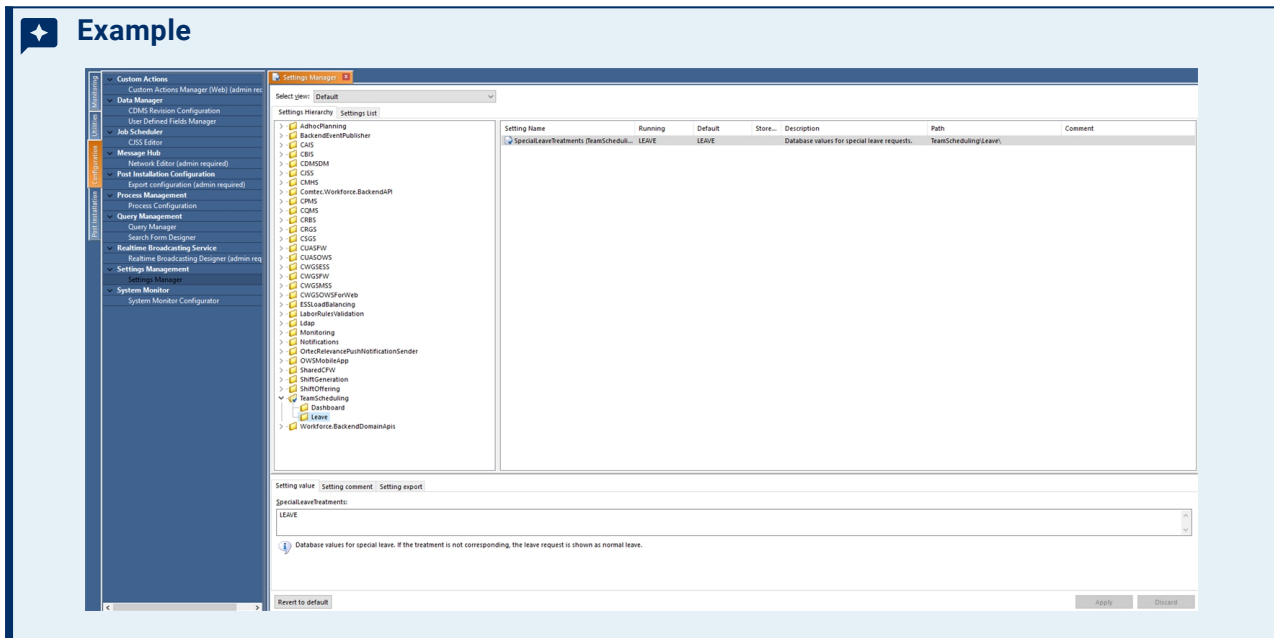 Example
Monitoring
Utilities
Configuration
Post Installation
Custom Actions
Custom Actions Manager (Web) (admin rec
Data Manager
CDMS Revision Configuration
User Defined Fields Manager
Job Scheduler
CJSS Editor
Message Hub
Network Editor (admin required)
Post Installation Configuration
Export configuration (admin required)
Process Management
Process Configuration
Query Management
Query Manager
Search Form Designer
Realtime Broadcasting Service
Realtime Broadcasting Designer (admin req
Settings Management
Settings Manager
System Monitor
System Monitor Configurator
Settings Manager
Select view: Default
Settings Hierarchy Settings List
AdhocPlanning
BackendEventPublisher
CAIS
CBIS
CDMSDM
CJSS
CMHS
Comtec.Workforce.BackendAPI
CPMS
CQMS
CRBS
CRGS
CSGS
CUASFW
CUASOWS
CWGSESS
CWGSFW
CWGSMSS
CWGSOWSForWeb
ESSLoadBalancing
LaborRulesValidation
Ldap
Monitoring
Notifications
OrtecRelevancePushNotificationSender
OWSMobileApp
SharedCFW
ShiftGeneration
ShiftOffering
TeamScheduling
Dashboard
Leave
Workforce.BackendDomainApis
Setting Name Running Default Store... Description Path Comment
SpecialLeaveTreatments (TeamScheduli... LEAVE LEAVE Database values for special leave requests. TeamScheduling\Leave\
Setting value Setting comment Setting export
SpecialLeaveTreatments:
LEAVE
Database values for special leave. If the treatment is not corresponding, the leave request is shown as normal leave.
Revert to default Apply Discard